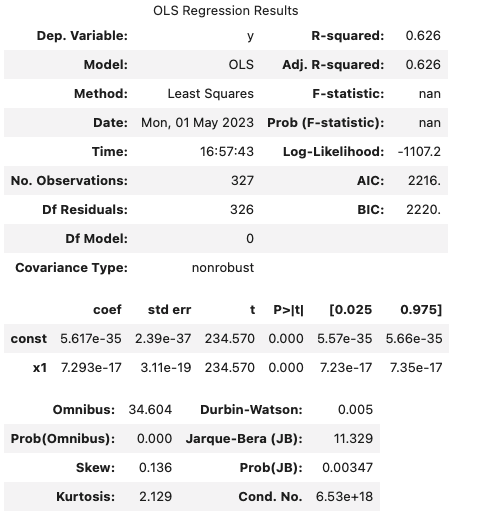 OLS Regression Results
Dep. Variable: y R-squared: 0.626
Model: OLS Adj. R-squared: 0.626
Method: Least Squares F-statistic: nan
Date: Mon, 01 May 2023 Prob (F-statistic): nan
Time: 16:57:43 Log-Likelihood: -1107.2
No. Observations: 327 AIC: 2216.
Df Residuals: 326 BIC: 2220.
Df Model: 0
Covariance Type: nonrobust
coef std err t P>|t| [0.025 0.975]
const 5.617e-35 2.39e-37 234.570 0.000 5.57e-35 5.66e-35
x1 7.293e-17 3.11e-19 234.570 0.000 7.23e-17 7.35e-17
Omnibus: 34.604 Durbin-Watson: 0.005
Prob(Omnibus): 0.000 Jarque-Bera (JB): 11.329
Skew: 0.136 Prob(JB): 0.00347
Kurtosis: 2.129 Cond. No. 6.53e+18